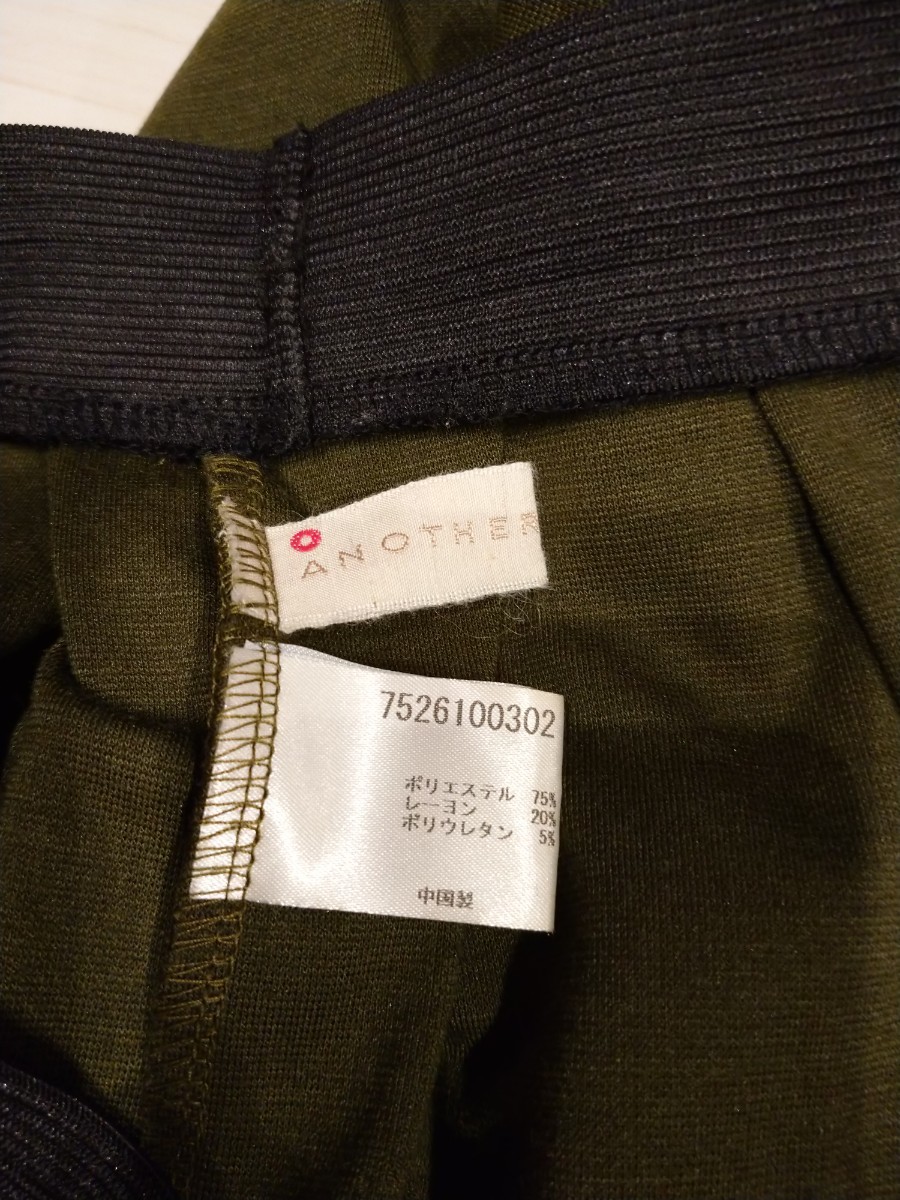 ANOTHER
7526100302
ポリエステル 75%
レーヨン 20%
ポリウレタン 5%
中国製